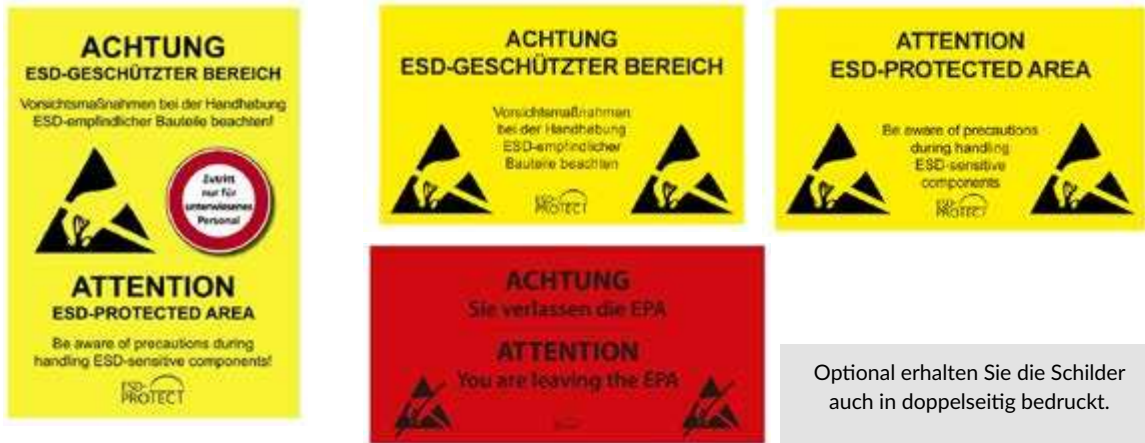 ACHTUNG
ESD-GESCHÜTZTER BEREICH
Vorsichtsmaßnahmen bei der Handhabung
ESD-empfindlicher Bauteile beachten!
Zutritt
nur für
unterwiesenes
Personal
ATTENTION
ESD-PROTECTED AREA
Be aware of precautions during
handling ESD-sensitive components!
ESD-
PROTECT
ACHTUNG
ESD-GESCHÜTZTER BEREICH
Vorsichtsmaßnahmen
bei der Handhabung
ESD-empfindlicher
Bauteile beachten
ESD-
PROTECT
ATTENTION
ESD-PROTECTED AREA
Be aware of precautions
during handling
ESD-sensitive
components
ESD-
PROTECT
ACHTUNG
Sie verlassen die EPA
ATTENTION
You are leaving the EPA
Optional erhalten Sie die Schilder
auch in doppelseitig bedruckt.